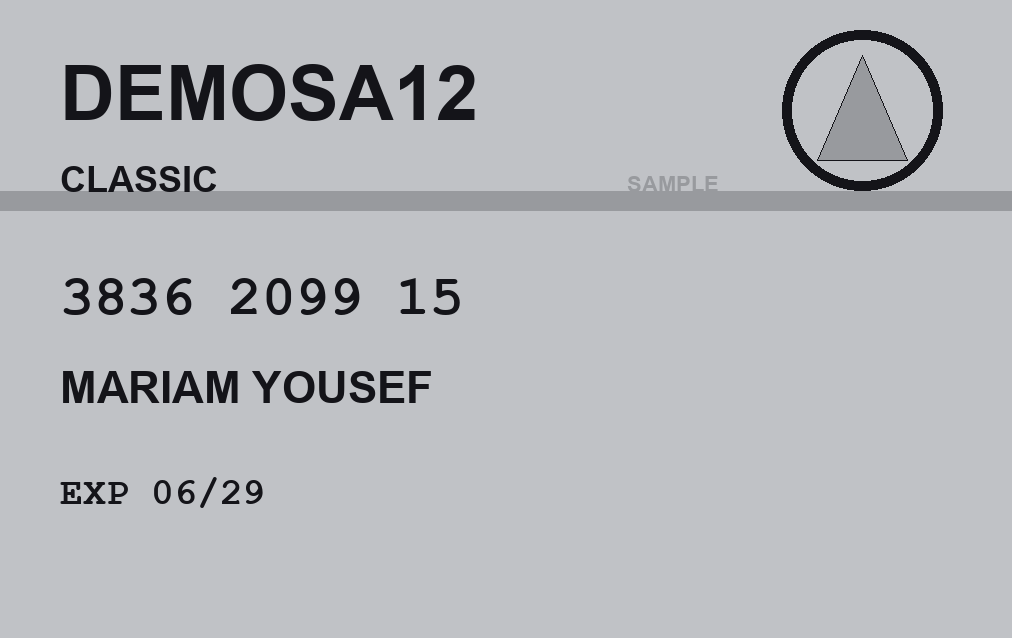 DEMOSA12
CLASSIC
SAMPLE
3836 2099 15
MARIAM YOUSEF
EXP 06/29